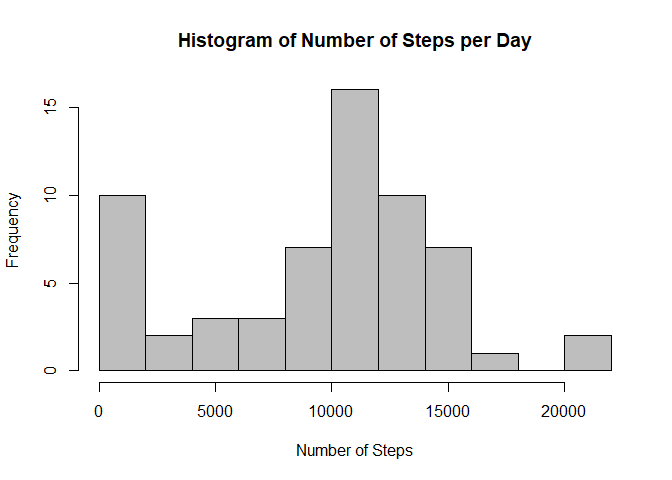 Histogram of Number of Steps per Day
Frequency
15
10
5
0
0 5000 10000 15000 20000
Number of Steps